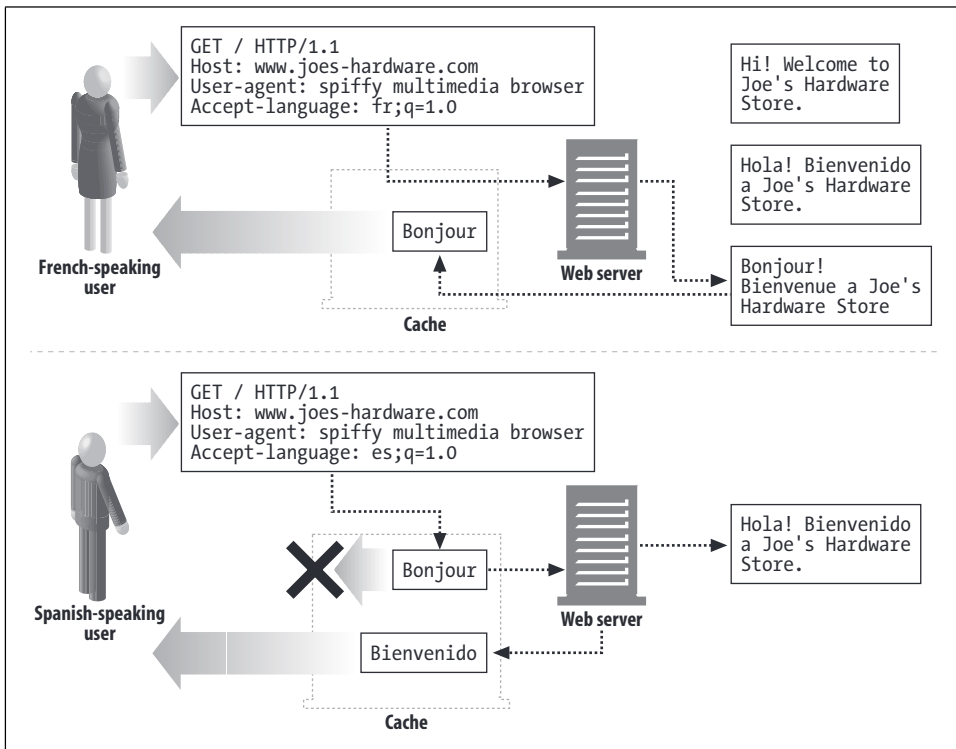 GET / HTTP/1.1
Host: www.joes-hardware.com
User-agent: spiffy multimedia browser
Accept-language: fr;q=1.0
Hi! Welcome to
Joe's Hardware
Store.
Hola! Bienvenido
a Joe's Hardware
Store.
Bonjour!
Bienvenue a Joe's
Hardware Store
Bonjour
French-speaking
user
Web server
Cache
GET / HTTP/1.1
Host: www.joes-hardware.com
User-agent: spiffy multimedia browser
Accept-language: es;q=1.0
Hola! Bienvenido
a Joe's Hardware
Store.
Bonjour
Spanish-speaking
user
Web server
Bienvenido
Cache